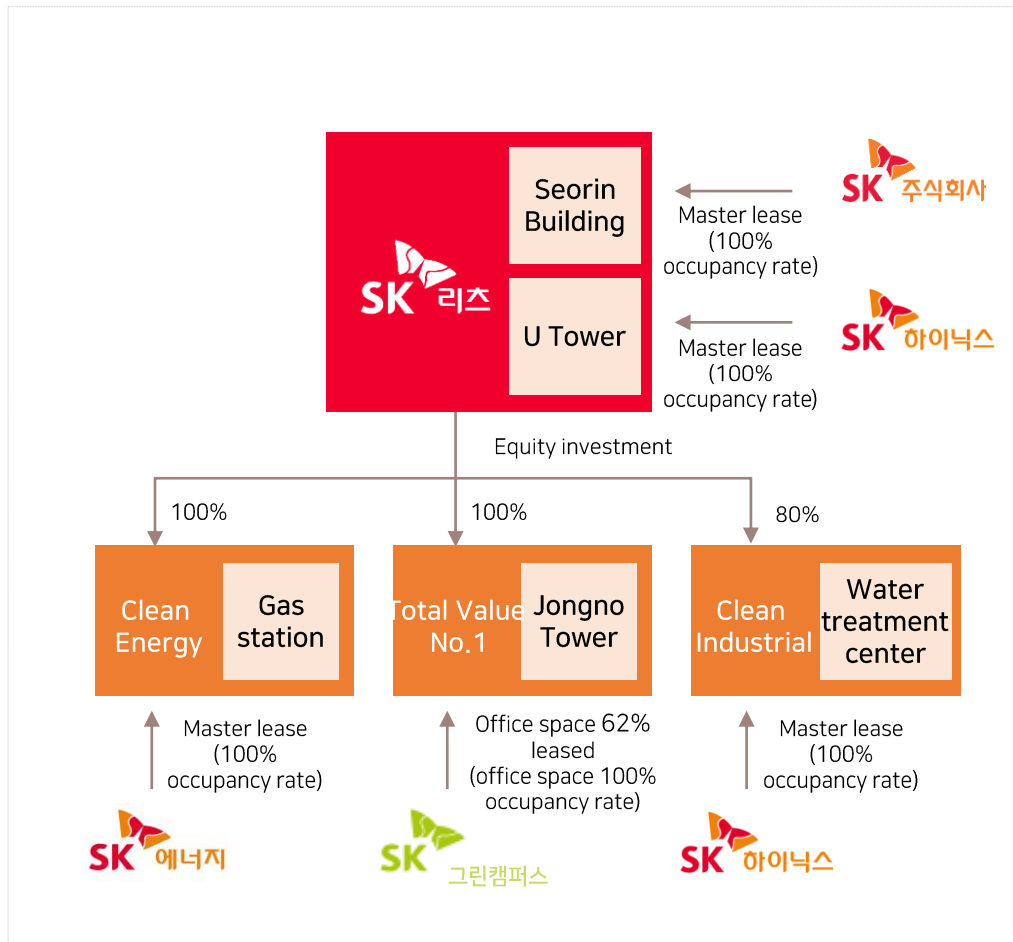 Seorin
Building
SK 리츠
U Tower
SK 주식회사
Master lease
(100%
occupancy rate)
SK 하이닉스
Master lease
(100%
occupancy rate)
Equity investment
100%
100%
80%
Clean
Energy
Gas
station
Total Value
No.1
Jongno
Tower
Clean
Industrial
Water
treatment
center
Master lease
(100%
occupancy rate)
Office space 62%
leased
(office space 100%
occupancy rate)
Master lease
(100%
occupancy rate)
SK 에너지
SK
그린캠퍼스
SK 하이닉스